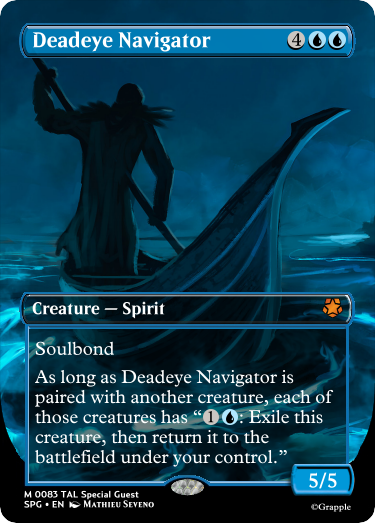 Deadeye Navigator 4
Creature — Spirit
Soulbond
As long as Deadeye Navigator is
paired with another creature, each of
those creatures has “1: Exile this
creature, then return it to the
battlefield under your control.”
5/5
M 0083 TAL Special Guest
SPG • EN Mathieu Seveno
©Grapple